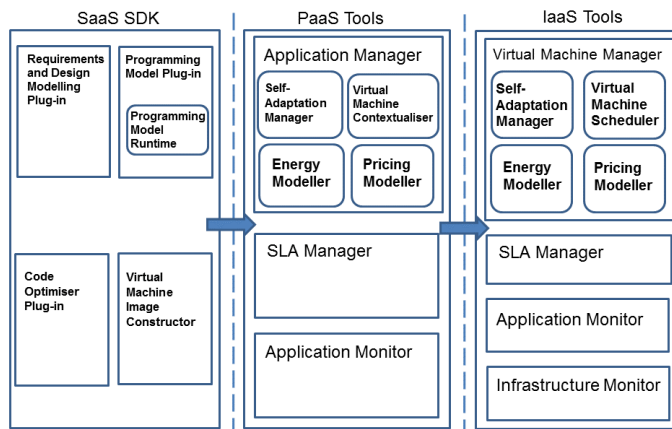 SaaS SDK
Requirements
and Design
Modelling
Plug-in
Programming
Model Plug-in
Programming
Model
Runtime
Code
Optimiser
Plug-in
Virtual
Machine
Image
Constructor
PaaS Tools
Application Manager
Self-
Adaptation
Manager
Virtual
Machine
Contextualiser
Energy
Modeller
Pricing
Modeller
SLA Manager
Application Monitor
IaaS Tools
Virtual Machine Manager
Self-
Adaptation
Manager
Virtual
Machine
Scheduler
Energy
Modeller
Pricing
Modeller
SLA Manager
Application Monitor
Infrastructure Monitor